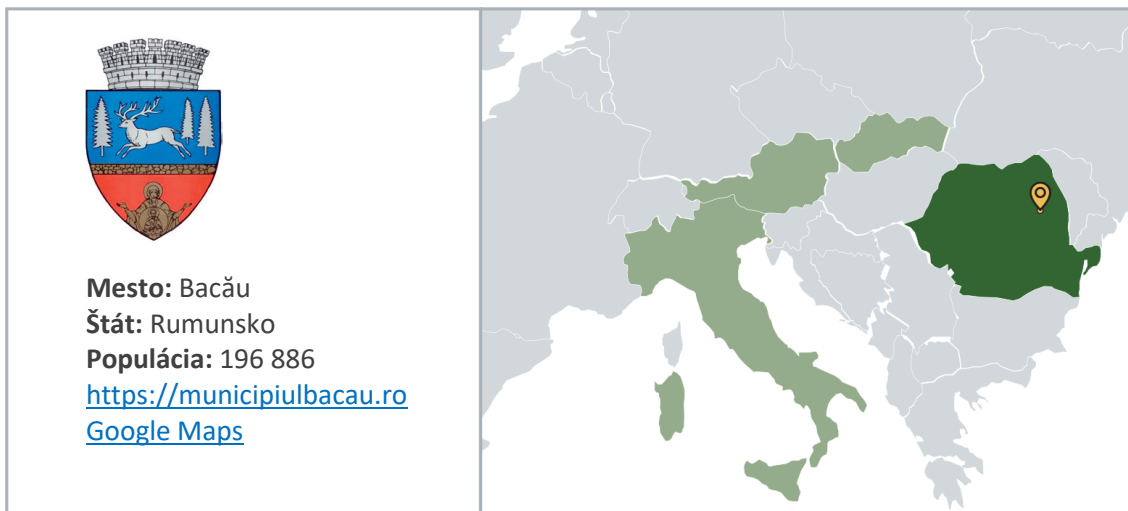 Mesto: Bacău
Štát: Rumunsko
Populácia: 196 886
https://municipiulbacau.ro
Google Maps